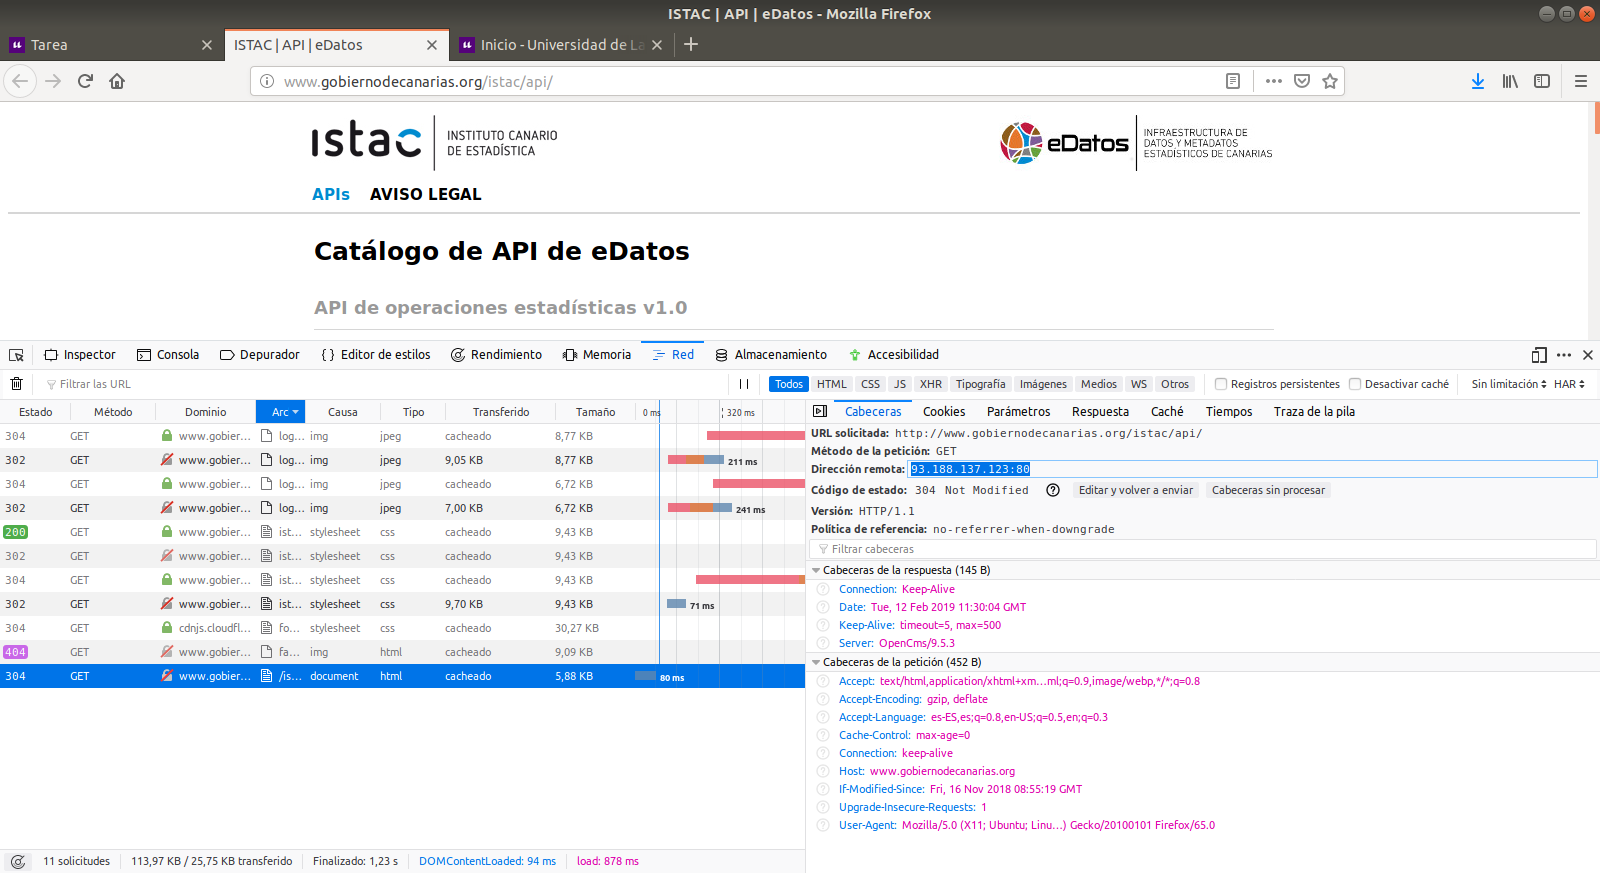 ISTAC | API | eDatos - Mozilla Firefox
Tarea
ISTAC | API | eDatos
Inicio - Universidad de La
www.gobiernodecanarias.org/istac/api/
istac
INSTITUTO CANARIO
DE ESTADÍSTICA
eDatos
INFRAESTRUCTURA DE
DATOS Y METADATOS
ESTADÍSTICOS DE CANARIAS
APIs AVISO LEGAL
Catálogo de API de eDatos
API de operaciones estadísticas v1.0
Inspector Consola Depurador Editor de estilos Rendimiento Memoria Red Almacenamiento Accesibilidad
Filtrar las URL
Todos HTML CSS JS XHR Tipografía Imágenes Medios WS Otros Registros persistentes Desactivar caché Sin limitación HAR
Estado Método Dominio Arc Causa Tipo Transferido Tamaño 0 ms 320 ms
304 GET www.gobier... log... img jpeg cacheado 8,77 KB
302 GET www.gobier... log... img jpeg 9,05 KB 8,77 KB 211 ms
304 GET www.gobier... log... img jpeg cacheado 6,72 KB
302 GET www.gobier... log... img jpeg 7,00 KB 6,72 KB 241 ms
200 GET www.gobier... ist... stylesheet css cacheado 9,43 KB
302 GET www.gobier... ist... stylesheet css cacheado 9,43 KB
304 GET www.gobier... ist... stylesheet css cacheado 9,43 KB
302 GET www.gobier... ist... stylesheet css 9,70 KB 9,43 KB 71 ms
304 GET cdnjs.cloudfl... fo... stylesheet css cacheado 30,27 KB
404 GET www.gobier... fa... img html cacheado 9,09 KB
304 GET www.gobier... /is... document html cacheado 5,88 KB 80 ms
11 solicitudes 113,97 KB / 25,75 KB transferido Finalizado: 1,23 s DOMContentLoaded: 94 ms load: 878 ms
Cabeceras Cookies Parámetros Respuesta Caché Tiempos Traza de la pila
URL solicitada: http://www.gobiernodecanarias.org/istac/api/
Método de la petición: GET
Dirección remota: 93.188.137.123:80
Código de estado: 304 Not Modified Editar y volver a enviar Cabeceras sin procesar
Versión: HTTP/1.1
Política de referencia: no-referrer-when-downgrade
Filtrar cabeceras
Cabeceras de la respuesta (145 B)
Connection: Keep-Alive
Date: Tue, 12 Feb 2019 11:30:04 GMT
Keep-Alive: timeout=5, max=500
Server: OpenCms/9.5.3
Cabeceras de la petición (452 B)
Accept: text/html,application/xhtml+xm...ml;q=0.9,image/webp,*/*;q=0.8
Accept-Encoding: gzip, deflate
Accept-Language: es-ES,es;q=0.8,en-US;q=0.5,en;q=0.3
Cache-Control: max-age=0
Connection: keep-alive
Host: www.gobiernodecanarias.org
If-Modified-Since: Fri, 16 Nov 2018 08:55:19 GMT
Upgrade-Insecure-Requests: 1
User-Agent: Mozilla/5.0 (X11; Ubuntu; Linu...) Gecko/20100101 Firefox/65.0